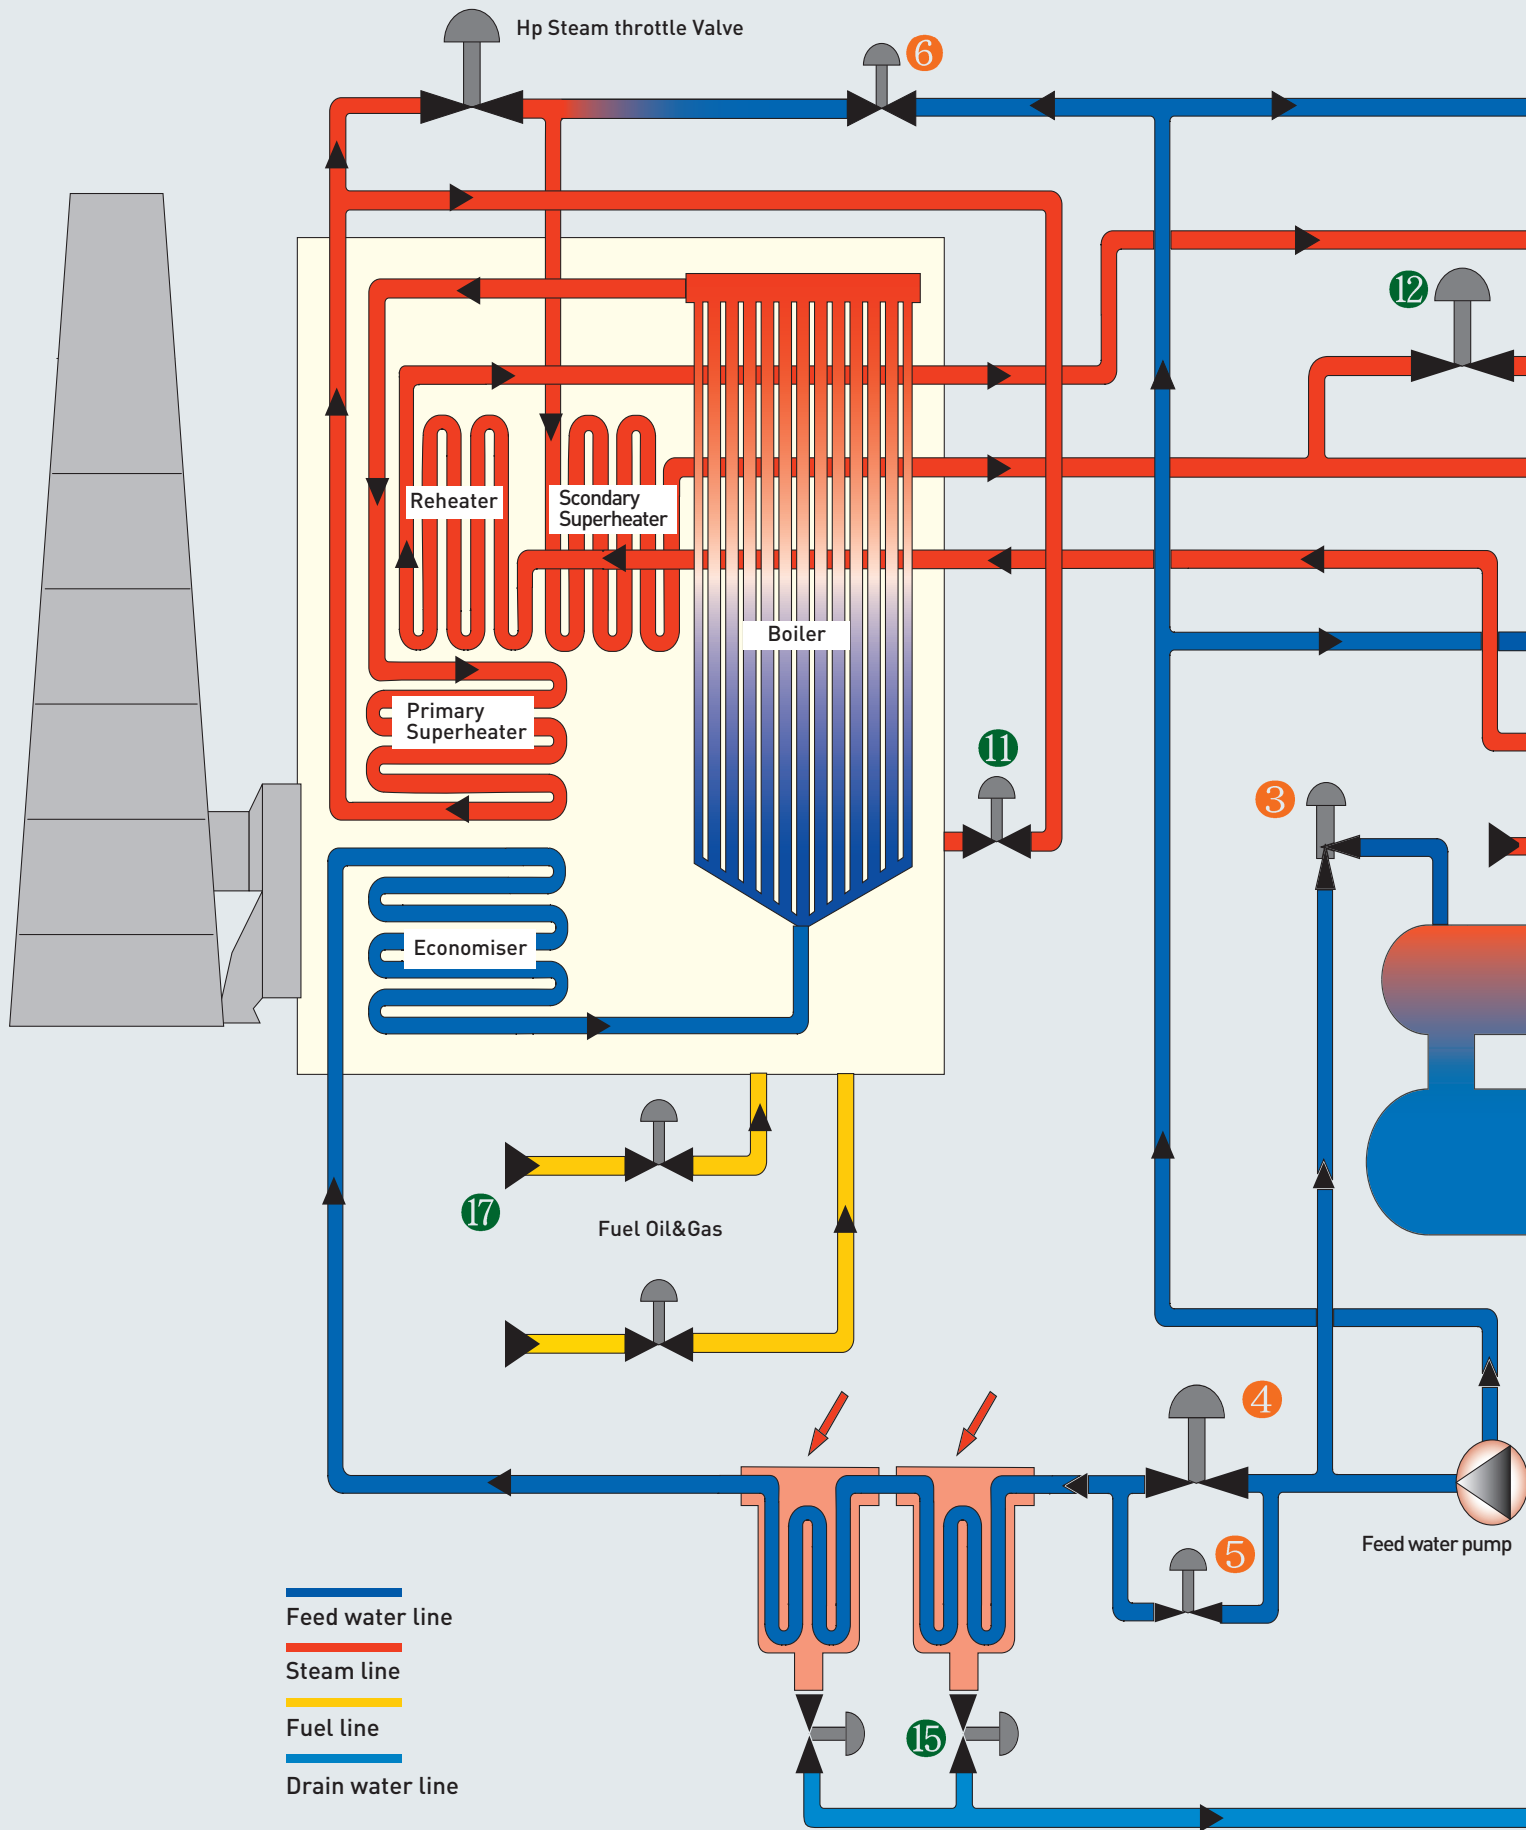 Hp Steam throttle Valve
6
12
Reheater
Scondary
Superheater
Boiler
Primary
Superheater
11
3
Economiser
17
Fuel Oil&Gas
4
5
Feed water pump
Feed water line
Steam line
Fuel line
15
Drain water line